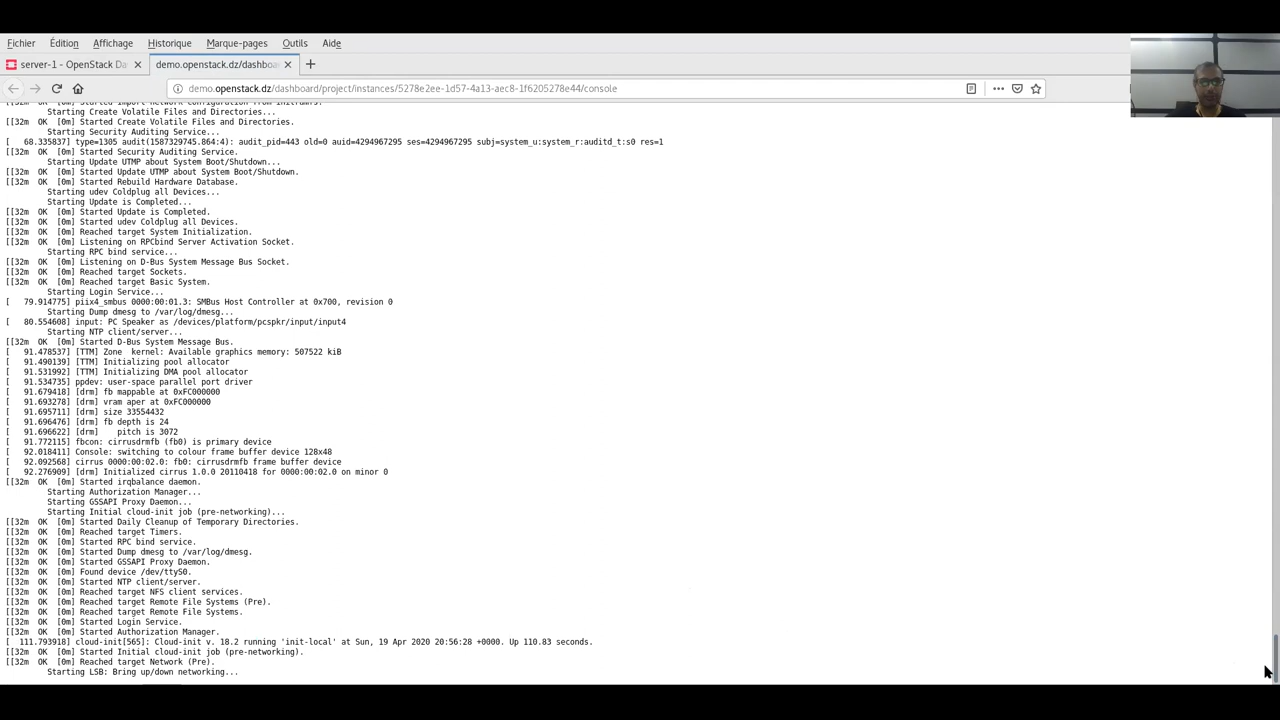 Fichier Édition Affichage Historique Marque-pages Outils Aide
server-1 - OpenStack Da
demo.openstack.dz/dashboa
demo.openstack.dz/dashboard/project/instances/5278e2ee-1d57-4a13-aec8-1f6205278e44/console
[[32m  OK  [0m] Started Import network configuration from initramfs.
Starting Create Volatile Files and Directories...
[[32m  OK  [0m] Started Create Volatile Files and Directories.
Starting Security Auditing Service...
[   68.335837] type=1305 audit(1587329745.864:4): audit_pid=443 old=0 auid=4294967295 ses=4294967295 subj=system_u:system_r:auditd_t:s0 res=1
[[32m  OK  [0m] Started Security Auditing Service.
Starting Update UTMP about System Boot/Shutdown...
[[32m  OK  [0m] Started Update UTMP about System Boot/Shutdown.
[[32m  OK  [0m] Started Rebuild Hardware Database.
Starting udev Coldplug all Devices...
Starting Update is Completed...
[[32m  OK  [0m] Started Update is Completed.
[[32m  OK  [0m] Started udev Coldplug all Devices.
[[32m  OK  [0m] Reached target System Initialization.
[[32m  OK  [0m] Listening on RPCbind Server Activation Socket.
Starting RPC bind service...
[[32m  OK  [0m] Listening on D-Bus System Message Bus Socket.
[[32m  OK  [0m] Reached target Sockets.
[[32m  OK  [0m] Reached target Basic System.
Starting Login Service...
[   79.914775] piix4_smbus 0000:00:01.3: SMBus Host Controller at 0x700, revision 0
Starting Dump dmesg to /var/log/dmesg...
[   80.554608] input: PC Speaker as /devices/platform/pcspkr/input/input4
Starting NTP client/server...
[[32m  OK  [0m] Started D-Bus System Message Bus.
[   91.478537] [TTM] Zone  kernel: Available graphics memory: 507522 kiB
[   91.490139] [TTM] Initializing pool allocator
[   91.531992] [TTM] Initializing DMA pool allocator
[   91.534735] ppdev: user-space parallel port driver
[   91.679418] [drm] fb mappable at 0xFC000000
[   91.693278] [drm] vram aper at 0xFC000000
[   91.695711] [drm] size 33554432
[   91.696466] [drm] fb depth is 24
[   91.696622] [drm]    pitch is 3072
[   91.772115] fbcon: cirrusdrmfb (fb0) is primary device
[   92.018411] Console: switching to colour frame buffer device 128x48
[   92.092568] cirrus 0000:00:02.0: fb0: cirrusdrmfb frame buffer device
[   92.276909] [drm] Initialized cirrus 1.0.0 20110418 for 0000:00:02.0 on minor 0
[[32m  OK  [0m] Started irqbalance daemon.
Starting Authorization Manager...
Starting GSSAPI Proxy Daemon...
Starting Initial cloud-init job (pre-networking)...
[[32m  OK  [0m] Started Daily Cleanup of Temporary Directories.
[[32m  OK  [0m] Reached target Timers.
[[32m  OK  [0m] Started RPC bind service.
[[32m  OK  [0m] Started Dump dmesg to /var/log/dmesg.
[[32m  OK  [0m] Started GSSAPI Proxy Daemon.
[[32m  OK  [0m] Found device /dev/ttyS0.
[[32m  OK  [0m] Started NTP client/server.
[[32m  OK  [0m] Reached target NFS client services.
[[32m  OK  [0m] Reached target Remote File Systems (Pre).
[[32m  OK  [0m] Reached target Remote File Systems.
[[32m  OK  [0m] Started Login Service.
[[32m  OK  [0m] Started Authorization Manager.
[  111.793918] cloud-init[565]: Cloud-init v. 18.2 running 'init-local' at Sun, 19 Apr 2020 20:56:28 +0000. Up 110.83 seconds.
[[32m  OK  [0m] Started Initial cloud-init job (pre-networking).
[[32m  OK  [0m] Reached target Network (Pre).
Starting LSB: Bring up/down networking...